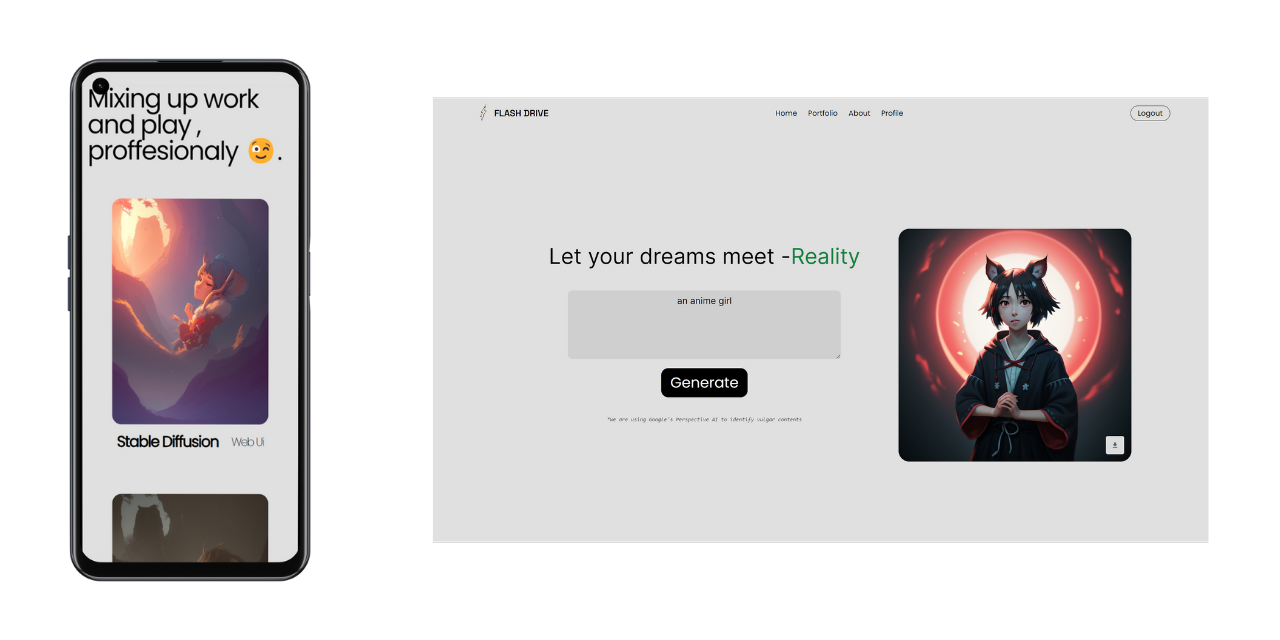 Mixing up work
and play ,
proffesionaly 😉 .
Stable Diffusion Web Ui
FLASH DRIVE
Home Portfolio About Profile
Logout
Let your dreams meet -Reality
an anime girl
Generate
*we are using Google's Perspective AI to identify vulgar contents